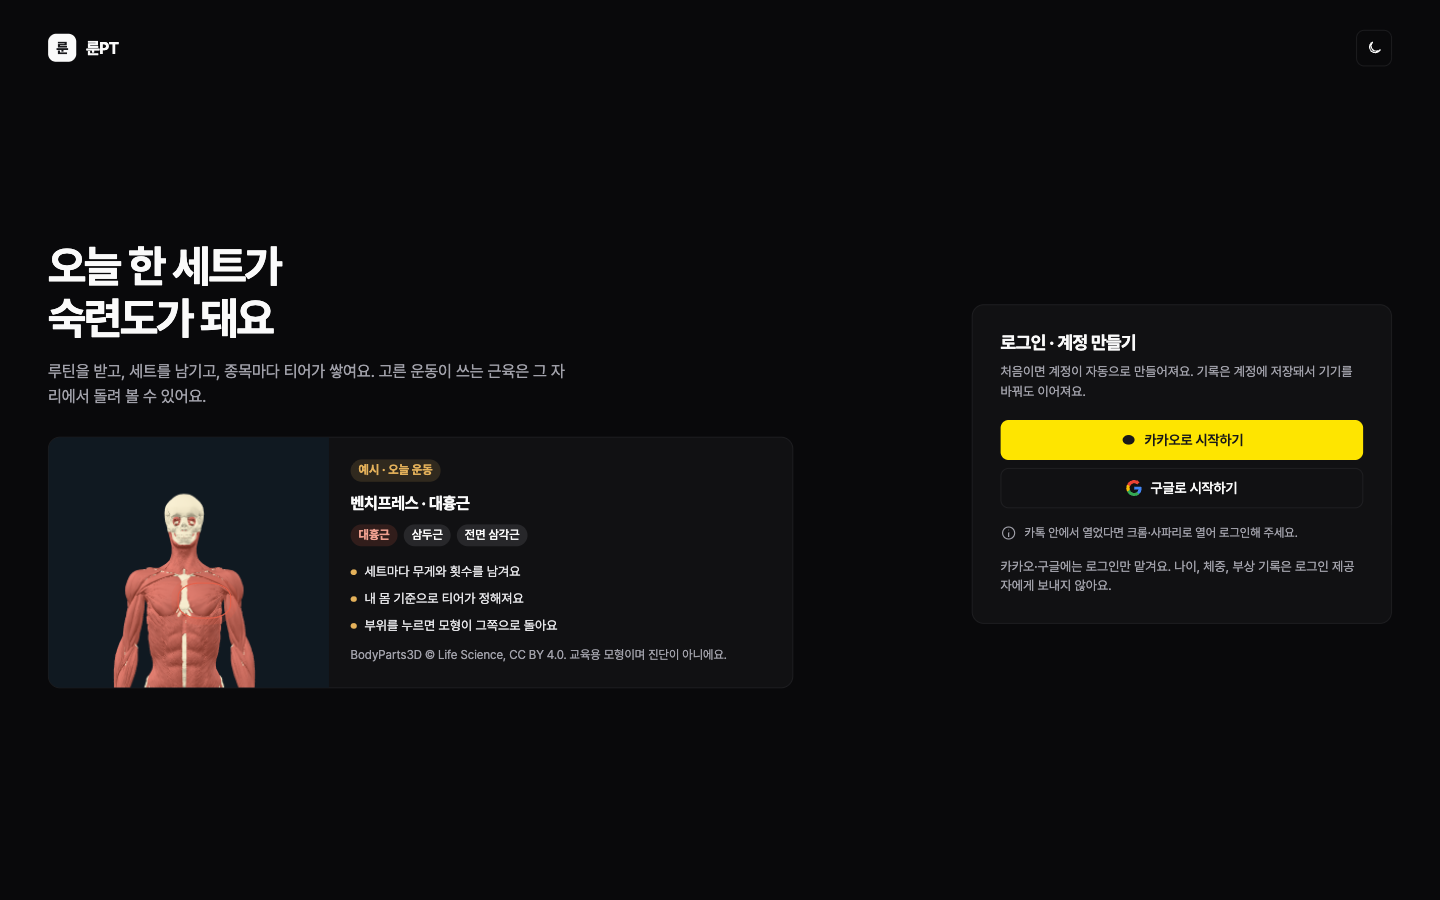 룬 룬PT
오늘 한 세트가
숙련도가 돼요
루틴을 받고, 세트를 남기고, 종목마다 티어가 쌓여요. 고른 운동이 쓰는 근육은 그 자
리에서 돌려 볼 수 있어요.
예시 · 오늘 운동
벤치프레스 · 대흉근
대흉근 삼두근 전면 삼각근
세트마다 무게와 횟수를 남겨요
내 몸 기준으로 티어가 정해져요
부위를 누르면 모형이 그쪽으로 돌아요
BodyParts3D © Life Science, CC BY 4.0. 교육용 모형이며 진단이 아니에요.
로그인 · 계정 만들기
처음이면 계정이 자동으로 만들어져요. 기록은 계정에 저장돼서 기기를
바꿔도 이어져요.
카카오로 시작하기
구글로 시작하기
카톡 안에서 열었다면 크롬·사파리로 열어 로그인해 주세요.
카카오·구글에는 로그인만 맡겨요. 나이, 체중, 부상 기록은 로그인 제공
자에게 보내지 않아요.